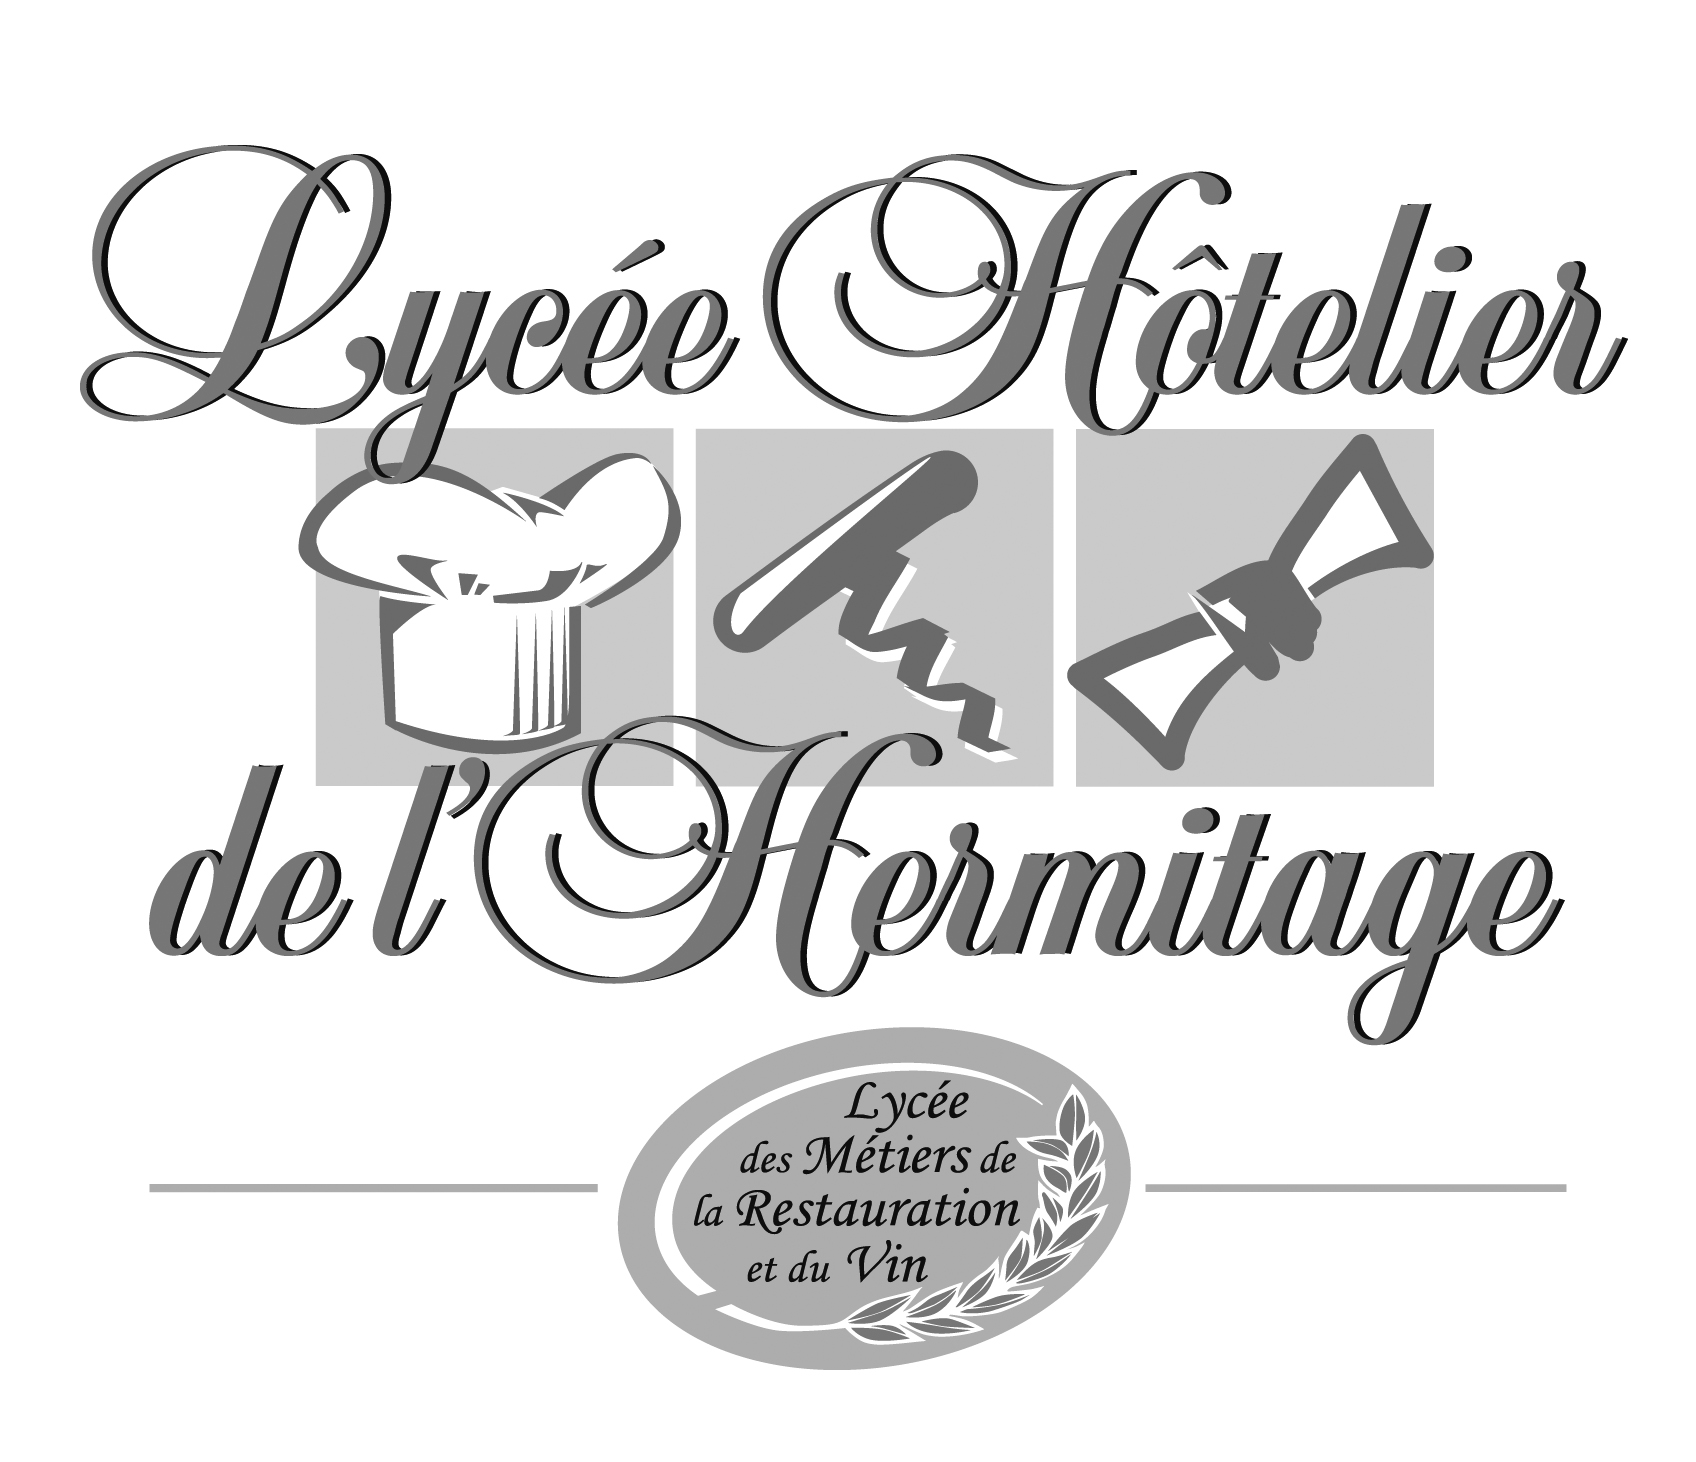 Lycée Hôtelier
de l'Hermitage
Lycée
des Métiers de
la Restauration
et du Vin